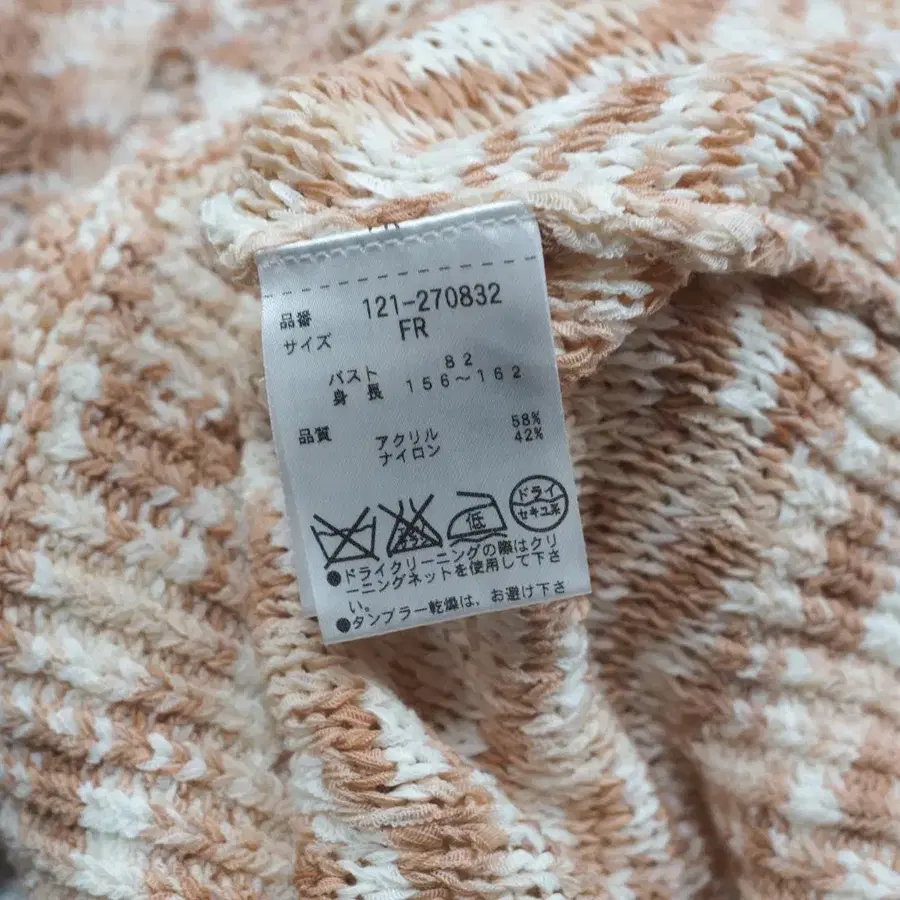 品番 121-270832
サイズ FR
バスト 82
身長 156～162
品質 アクリル 58%
ナイロン 42%
低
ドライ
セキユ系
●ドライクリーニングの際はクリ
ーニングネットを使用して下さ
い。
●タンブラー乾燥は、お避け下さ